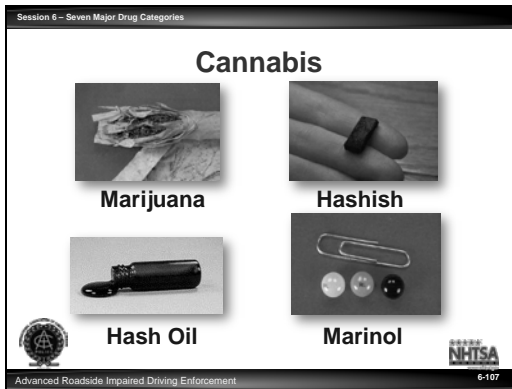 Session 6 – Seven Major Drug Categories
Cannabis
Marijuana
Hashish
Hash Oil
Marinol
NHTSA
Advanced Roadside Impaired Driving Enforcement
6-107